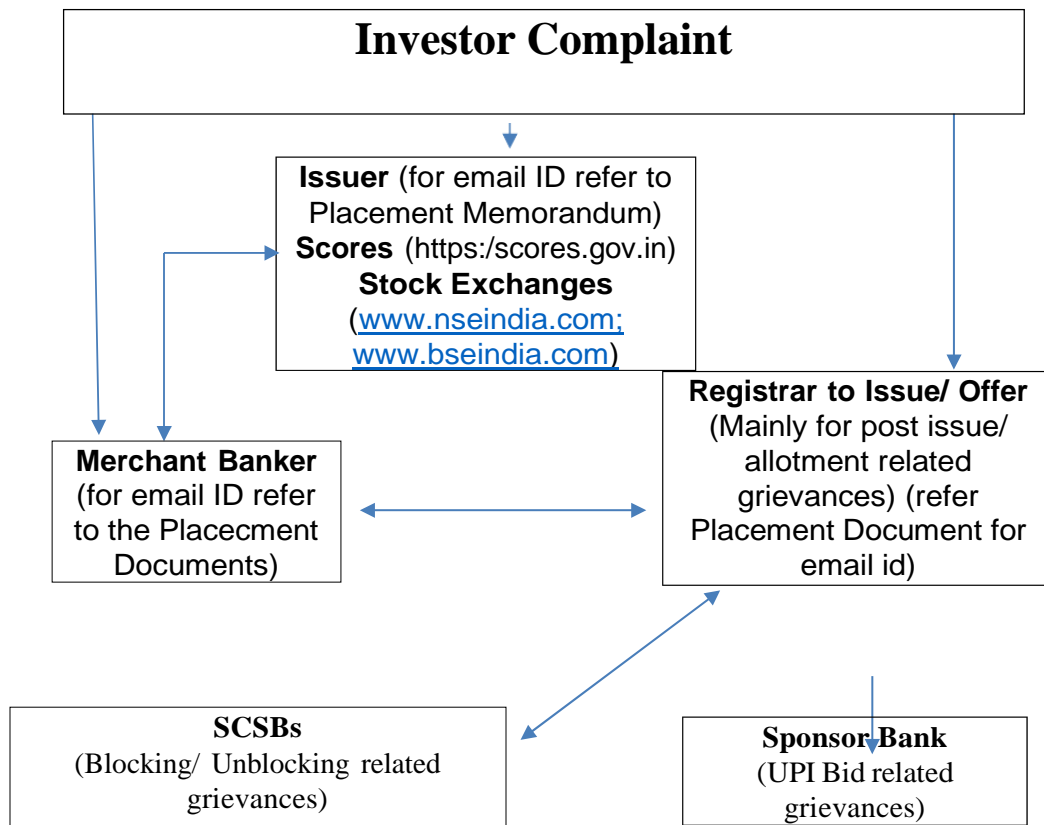 Investor Complaint
Issuer (for email ID refer to
Placement Memorandum)
Scores (https:/scores.gov.in)
Stock Exchanges
(www.nseindia.com;
www.bseindia.com)
Registrar to Issue/ Offer
(Mainly for post issue/
allotment related
grievances) (refer
Placement Document for
email id)
Merchant Banker
(for email ID refer
to the Placecment
Documents)
SCSBs
(Blocking/ Unblocking related
grievances)
Sponsor Bank
(UPI Bid related
grievances)